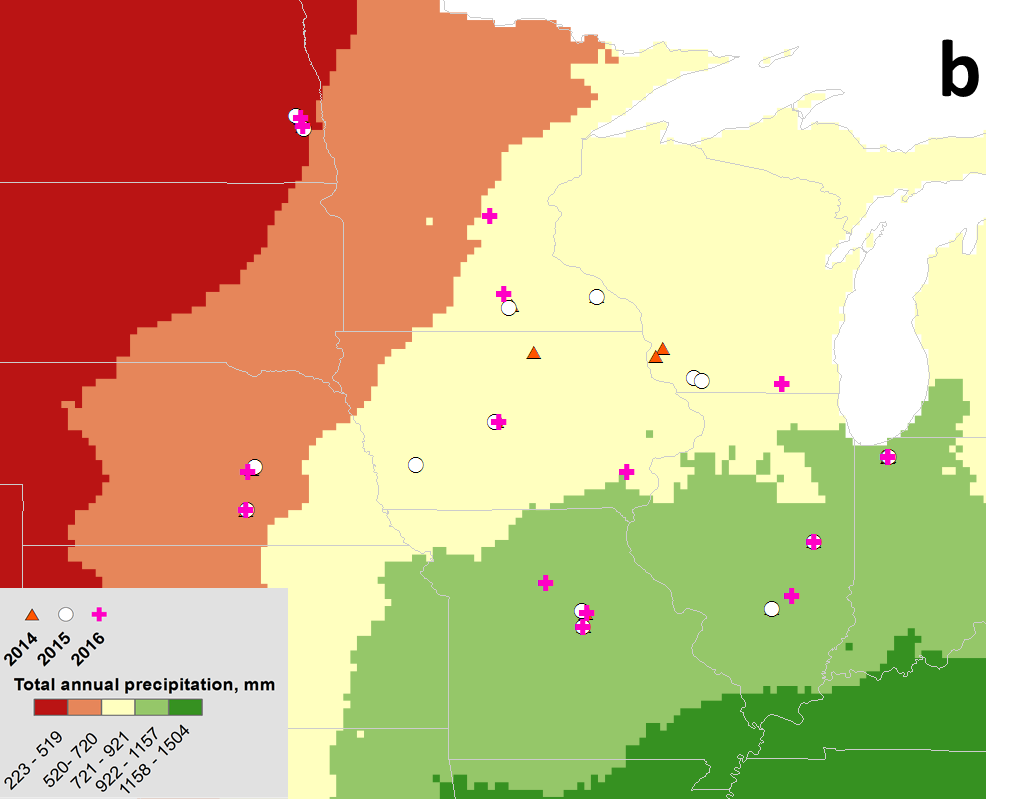 b
2014
2015
2016
Total annual precipitation, mm
223 - 519
520- 720
721 - 921
922 - 1157
1158 - 1504